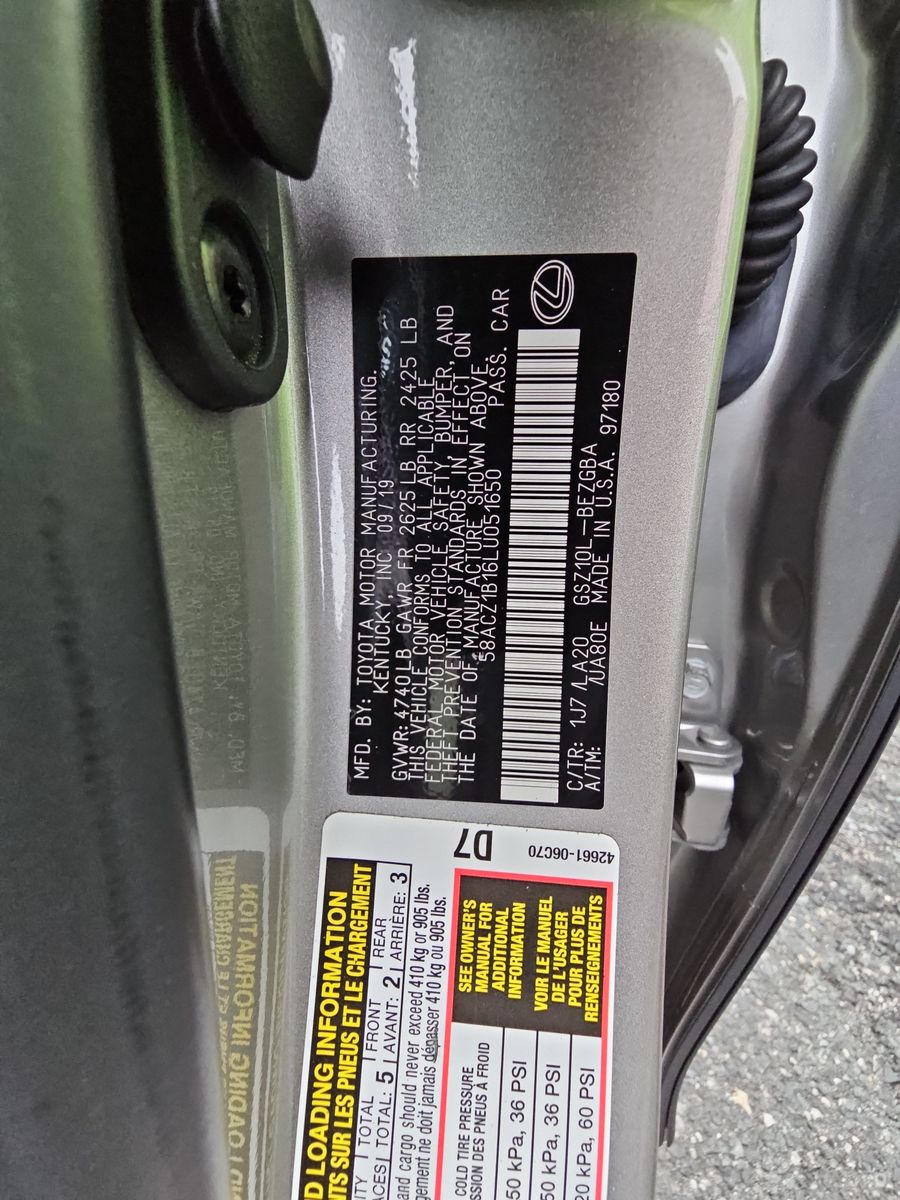 MFD. BY: TOYOTA MOTOR MANUFACTURING.
KENTUCKY, INC 09/19
GVWR: 4740LB GAWR FR 2625 LB RR 2425 LB
THIS VEHICLE CONFORMS TO ALL APPLICABLE
FEDERAL MOTOR VEHICLE SAFETY, BUMPER, AND
THEFT PREVENTION STANDARDS IN EFFECT ON
THE DATE OF MANUFACTURE SHOWN ABOVE.
58ACZ1B16LU051650 PASS. CAR
C/TR: 1J7 /LA20 GSZ10L-BEZGBA
A/TM: /UA80E MADE IN U.S.A. 97180
D7
42661-06C70
LOADING INFORMATION
SUR LES PNEUS ET LE CHARGEMENT
TOTAL FRONT REAR
TOTAL: 5 AVANT: 2 ARRIÈRE: 3
and cargo should never exceed 410 kg or 905 lbs.
ne doit jamais dépasser 410 kg ou 905 lbs.
COLD TIRE PRESSURE
DES PNEUS À FROID
kPa, 36 PSI
kPa, 36 PSI
kPa, 60 PSI
SEE OWNER'S
MANUAL FOR
ADDITIONAL
INFORMATION
VOIR LE MANUEL
DE L'USAGER
POUR PLUS DE
RENSEIGNEMENTS